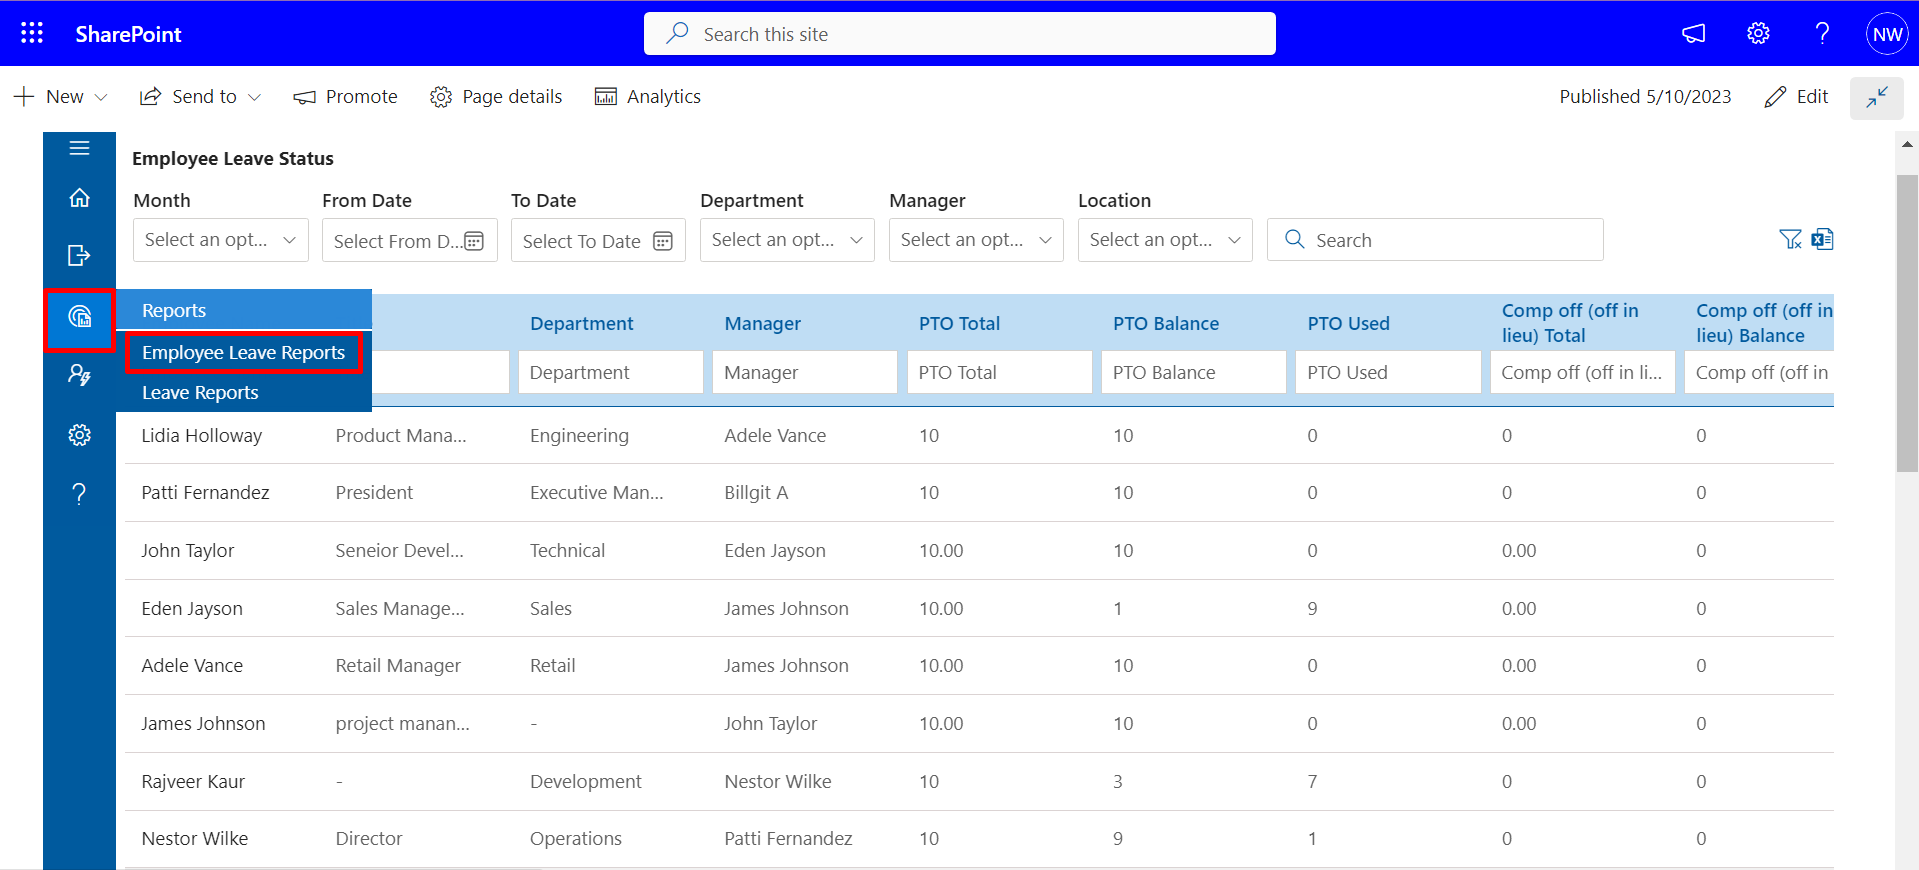 SharePoint
Search this site
NW
New
Send to
Promote
Page details
Analytics
Published 5/10/2023
Edit
Employee Leave Status
Month
From Date
To Date
Department
Manager
Location
Select an opt...
Select From D...
Select To Date
Select an opt...
Select an opt...
Select an opt...
Search
Reports
Employee Leave Reports
Leave Reports
Department
Manager
PTO Total
PTO Balance
PTO Used
Comp off (off in
lieu) Total
Comp off (off in
lieu) Balance
Department
Manager
PTO Total
PTO Balance
PTO Used
Comp off (off in li...
Comp off (off in
Lidia Holloway Product Mana... Engineering Adele Vance 10 10 0 0 0
Patti Fernandez President Executive Man... Billgit A 10 10 0 0 0
John Taylor Seneior Devel... Technical Eden Jayson 10.00 10 0 0.00 0
Eden Jayson Sales Manage... Sales James Johnson 10.00 1 9 0.00 0
Adele Vance Retail Manager Retail James Johnson 10.00 10 0 0.00 0
James Johnson project manan... - John Taylor 10.00 10 0 0.00 0
Rajveer Kaur - Development Nestor Wilke 10 3 7 0 0
Nestor Wilke Director Operations Patti Fernandez 10 9 1 0 0